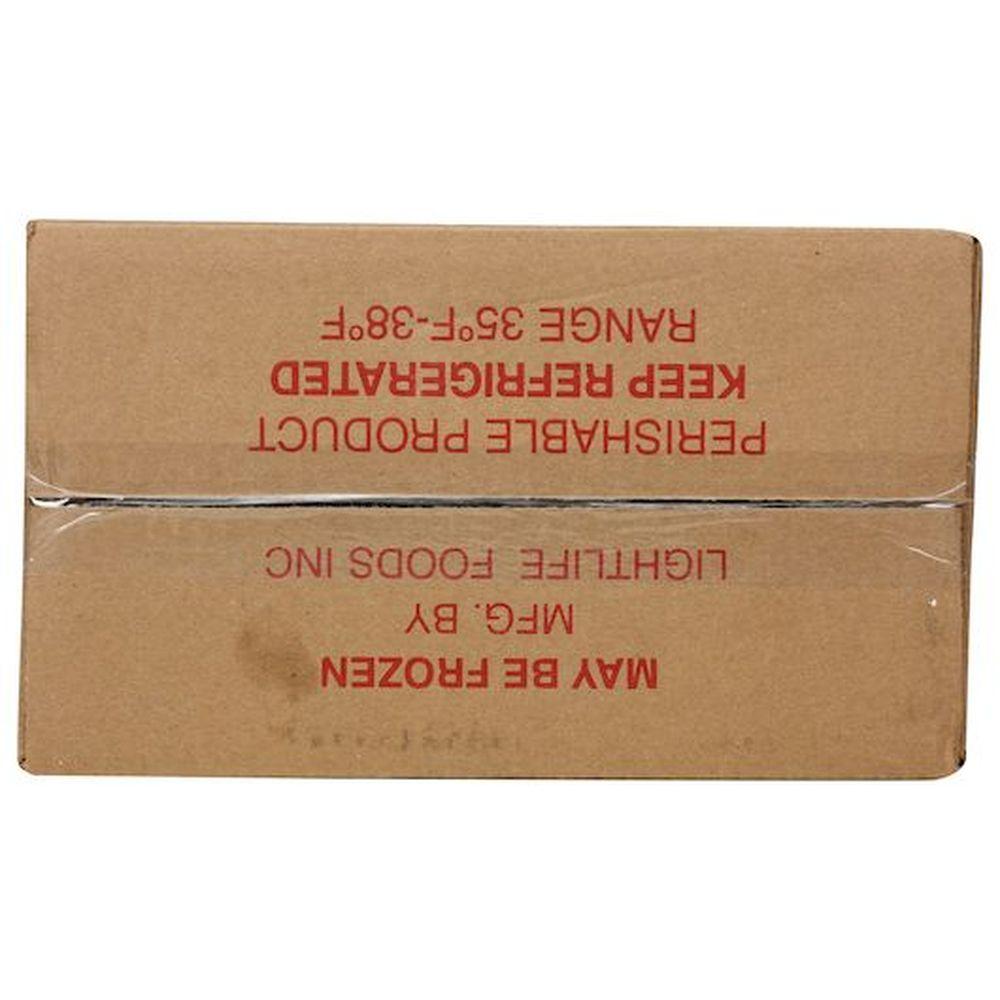 MAY BE FROZEN
MFG. BY
LIGHTLIFE FOODS INC
PERISHABLE PRODUCT
KEEP REFRIGERATED
RANGE 35°F-38°F